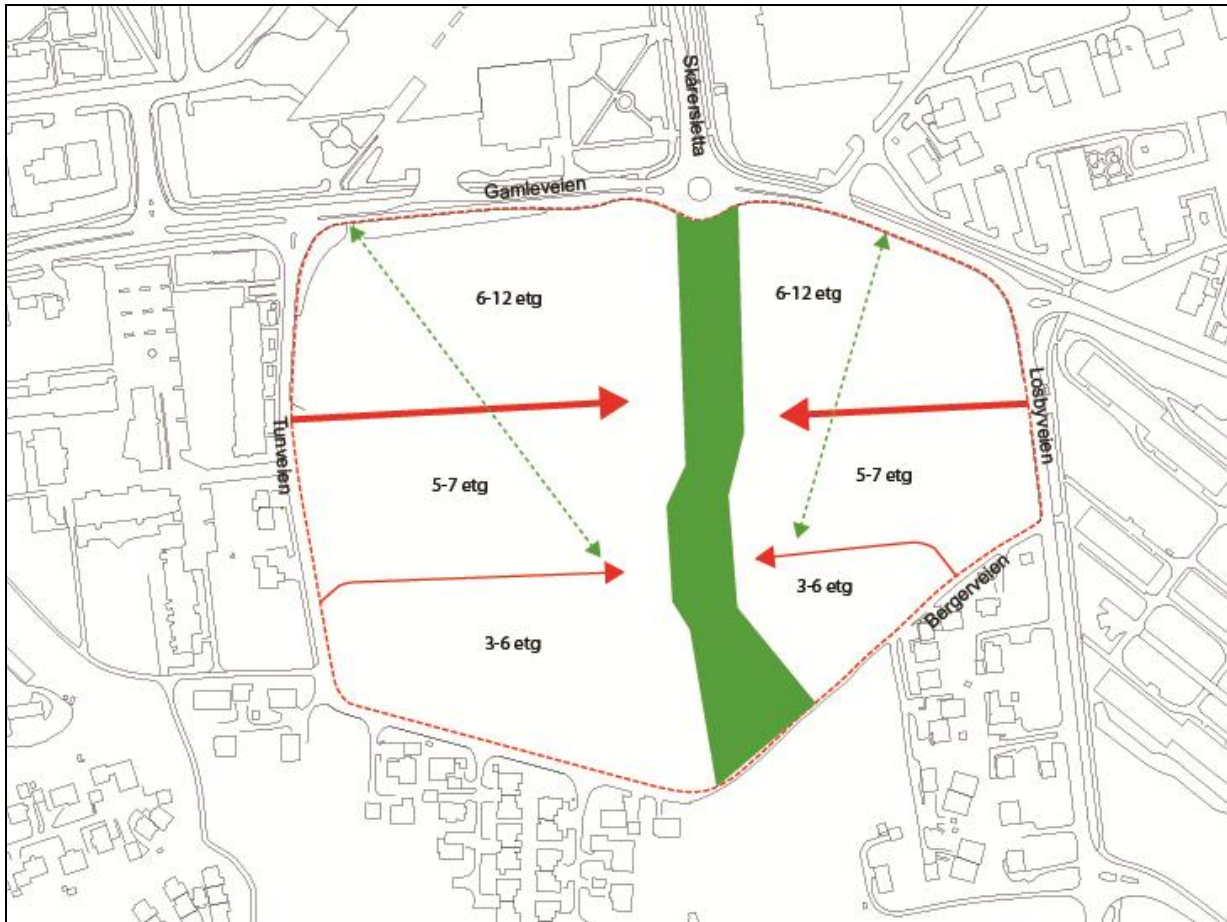 Skårersletta
Gamleveien
6-12 etg
6-12 etg
Losbyveien
Tunveien
5-7 etg
5-7 etg
3-6 etg
Bergerveien
3-6 etg